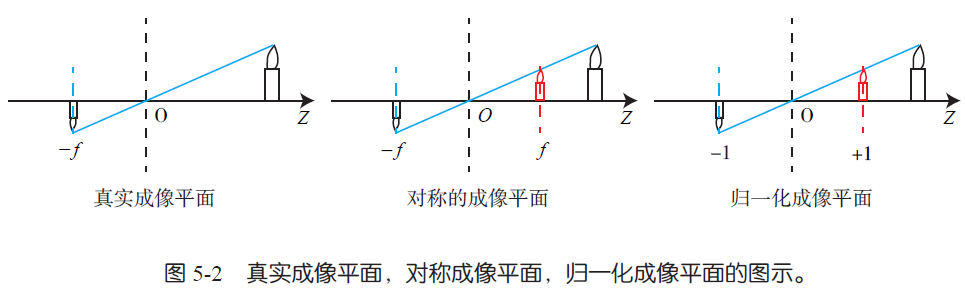 O
Z
−f
真实成像平面
O
Z
−f
f
对称的成像平面
O
Z
−1
+1
归一化成像平面
图 5-2 真实成像平面，对称成像平面，归一化成像平面的图示。